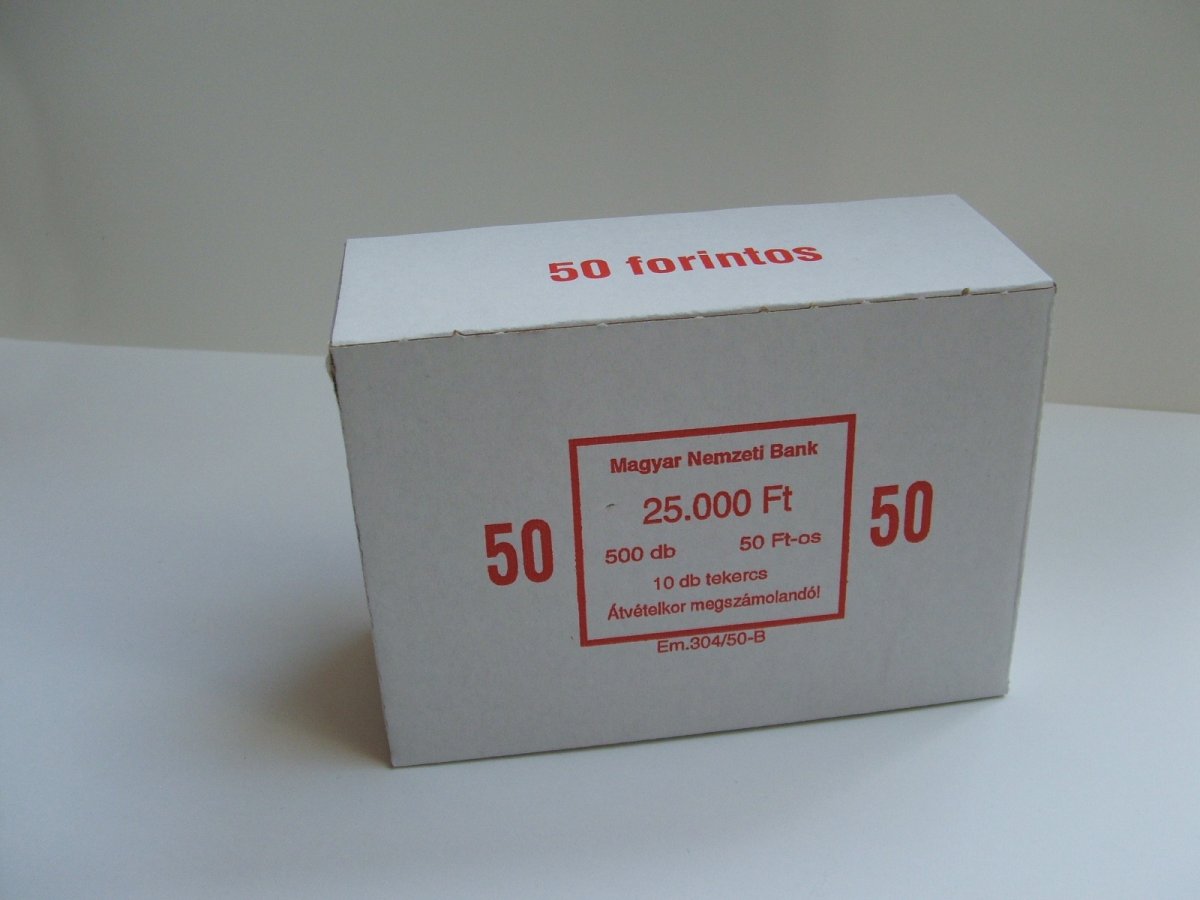 50 forintos
Magyar Nemzeti Bank
25.000 Ft
50
50
500 db 50 Ft-os
10 db tekercs
Átvételkor megszámolandó!
Em.304/50-B